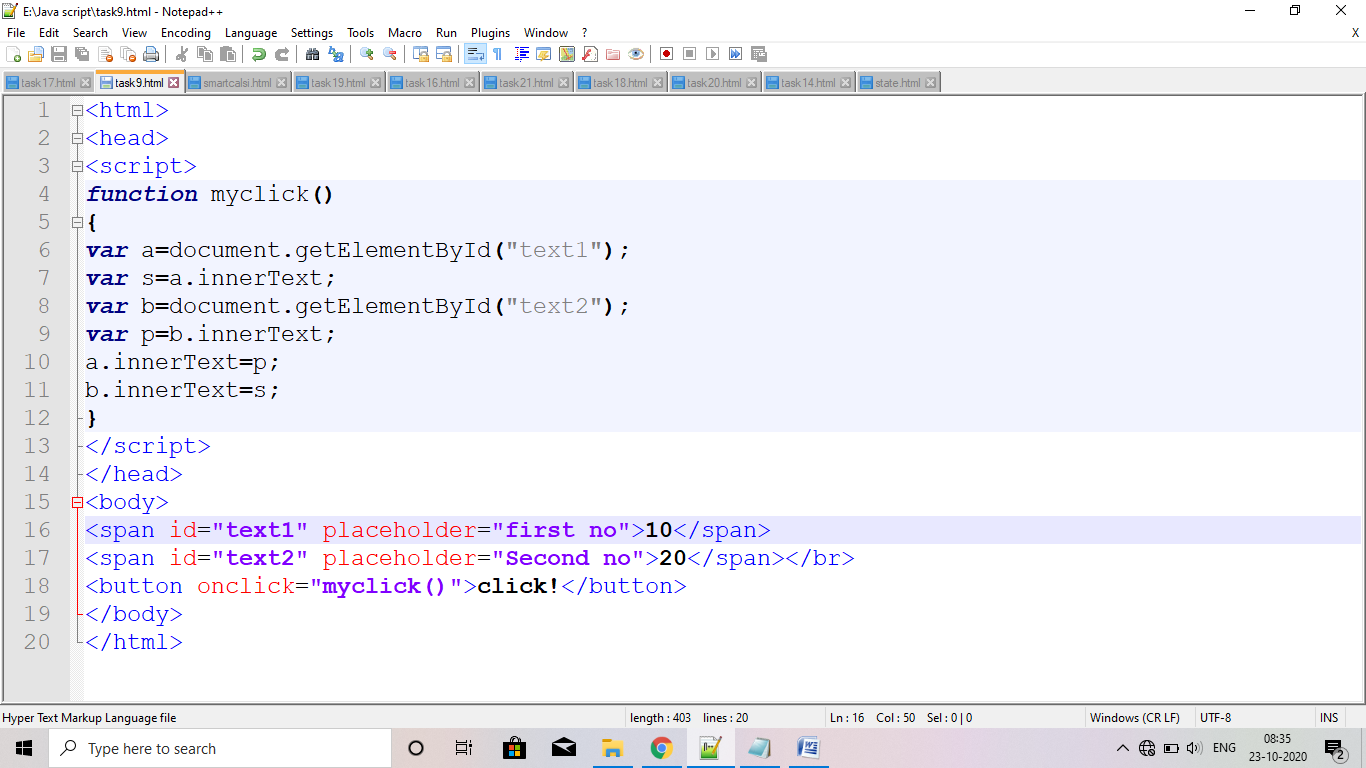 E:\Java script\task9.html - Notepad++
File Edit Search View Encoding Language Settings Tools Macro Run Plugins Window ? X
task17.html task9.html smartcalsi.html task19.html task16.html task21.html task18.html task20.html task14.html state.html
1 <html>
2 <head>
3 <script>
4 function myclick()
5 {
6 var a=document.getElementById("text1");
7 var s=a.innerText;
8 var b=document.getElementById("text2");
9 var p=b.innerText;
10 a.innerText=p;
11 b.innerText=s;
12 }
13 </script>
14 </head>
15 <body>
16 <span id="text1" placeholder="first no">10</span>
17 <span id="text2" placeholder="Second no">20</span></br>
18 <button onclick="myclick()">click!</button>
19 </body>
20 </html>
Hyper Text Markup Language file length : 403 lines : 20 Ln : 16 Col : 50 Sel : 0 | 0 Windows (CR LF) UTF-8 INS
Type here to search ENG 08:35
23-10-2020 2